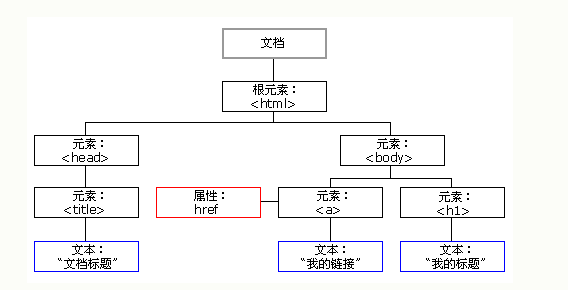 文档
根元素：
<html>
元素：
<head>
元素：
<body>
元素：
<title>
属性：
href
元素：
<a>
元素：
<h1>
文本：
“文档标题”
文本：
“我的链接”
文本：
“我的标题”